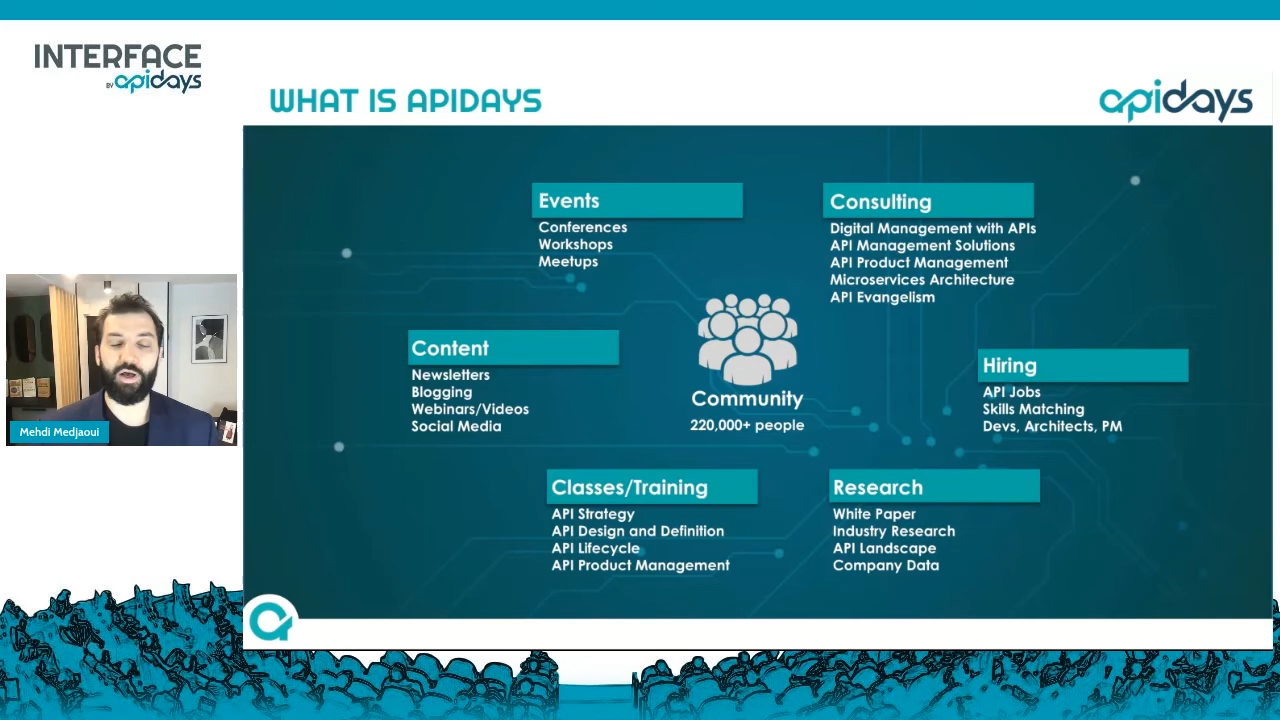 INTERFACE
BY apidays
WHAT IS APIDAYS
apidays
Events
Conferences
Workshops
Meetups
Consulting
Digital Management with APIs
API Management Solutions
API Product Management
Microservices Architecture
API Evangelism
Content
Newsletters
Blogging
Webinars/Videos
Social Media
Community
220,000+ people
Hiring
API Jobs
Skills Matching
Devs, Architects, PM
Classes/Training
API Strategy
API Design and Definition
API Lifecycle
API Product Management
Research
White Paper
Industry Research
API Landscape
Company Data
Mehdi Medjaoui